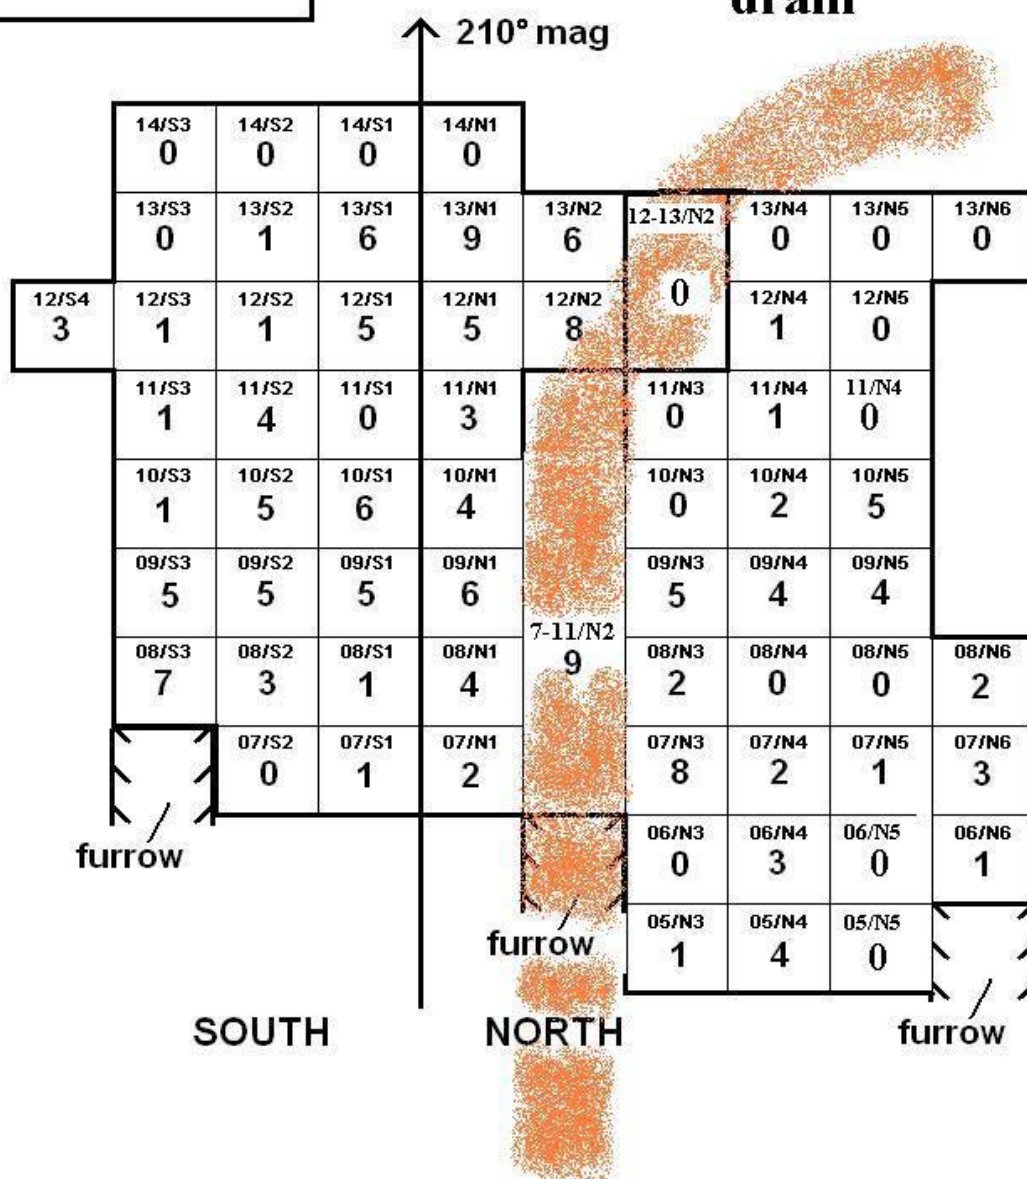 210° mag
14/S3 14/S2 14/S1 14/N1
0 0 0 0
13/S3 13/S2 13/S1 13/N1 13/N2 12-13/N2 13/N4 13/N5 13/N6
0 1 6 9 6 0 0 0 0
12/S4 12/S3 12/S2 12/S1 12/N1 12/N2 12/N4 12/N5
3 1 1 5 5 8 1 0
11/S3 11/S2 11/S1 11/N1 11/N3 11/N4 11/N4
1 4 0 3 0 1 0
10/S3 10/S2 10/S1 10/N1 10/N3 10/N4 10/N5
1 5 6 4 0 2 5
09/S3 09/S2 09/S1 09/N1 09/N3 09/N4 09/N5
5 5 5 6 5 4 4
08/S3 08/S2 08/S1 08/N1 7-11/N2 08/N3 08/N4 08/N5 08/N6
7 3 1 4 9 2 0 0 2
07/S2 07/S1 07/N1 07/N3 07/N4 07/N5 07/N6
0 1 2 8 2 1 3
furrow 06/N3 06/N4 06/N5 06/N6
0 3 0 1
furrow 05/N3 05/N4 05/N5
1 4 0
SOUTH NORTH furrow